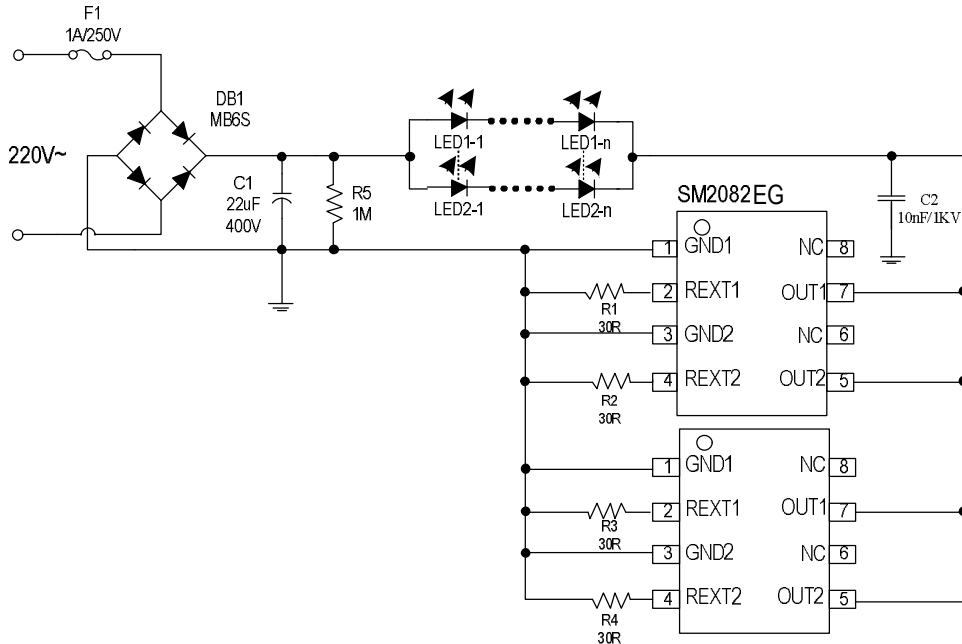 F1
1A/250V
DB1
MB6S
220V~
C1
22uF
400V
R5
1M
LED1-1
LED1-n
LED2-1
LED2-n
SM2082EG
C2
10nF/1KV
1 GND1 NC 8
2 REXT1 OUT1 7
R1
30R
3 GND2 NC 6
4 REXT2 OUT2 5
R2
30R
1 GND1 NC 8
2 REXT1 OUT1 7
R3
30R
3 GND2 NC 6
4 REXT2 OUT2 5
R4
30R